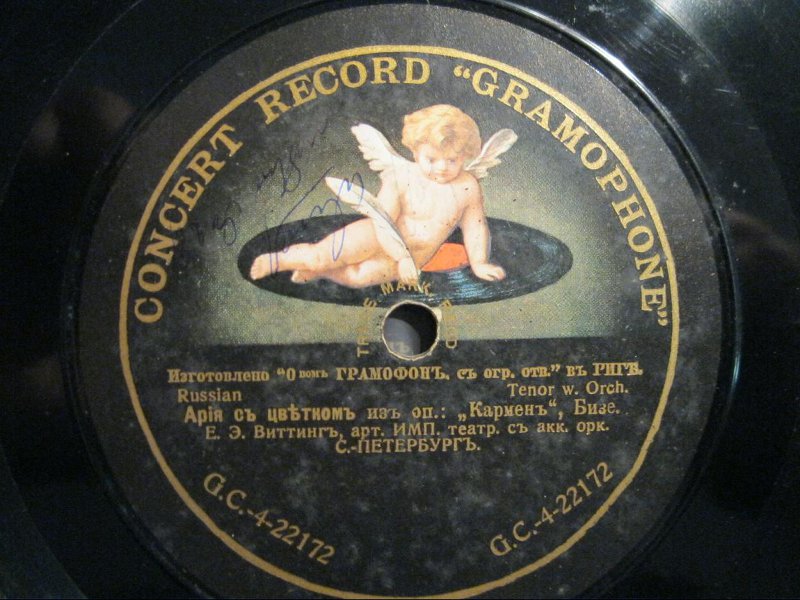 CONCERT RECORD "GRAMOPHONE"
TRADE MARK
Изготовлено "О вомъ ГРАМОФОНЪ. съ огр. отв." въ РИГѢ.
Russian Tenor w. Orch.
Арія съ цвѣткомъ изъ оп.: „Карменъ“, Бизе.
Е. Э. Виттингъ, арт. ИМП. театр. съ акк. орк.
С.-ПЕТЕРБУРГЪ.
G.C.-4-22172 G.C.-4-22172